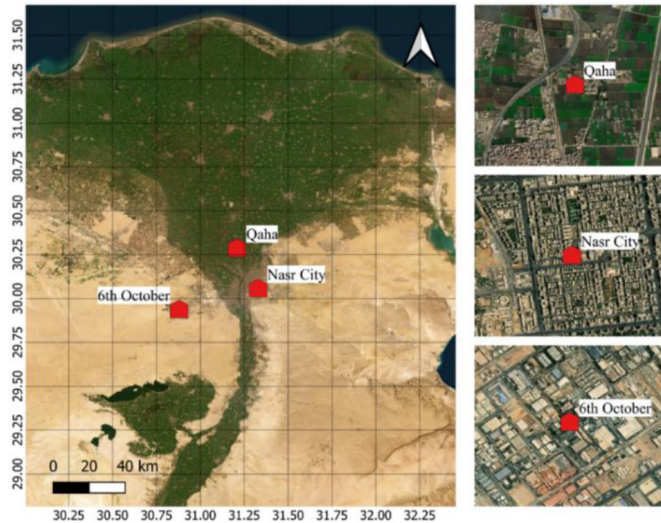 31.50
31.25
31.00
30.75
30.50
30.25
30.00
29.75
29.50
29.25
29.00
Qaha
Nasr City
6th October
0 20 40 km
30.25 30.50 30.75 31.00 31.25 31.50 31.75 32.00 32.25
Qaha
Nasr City
6th October